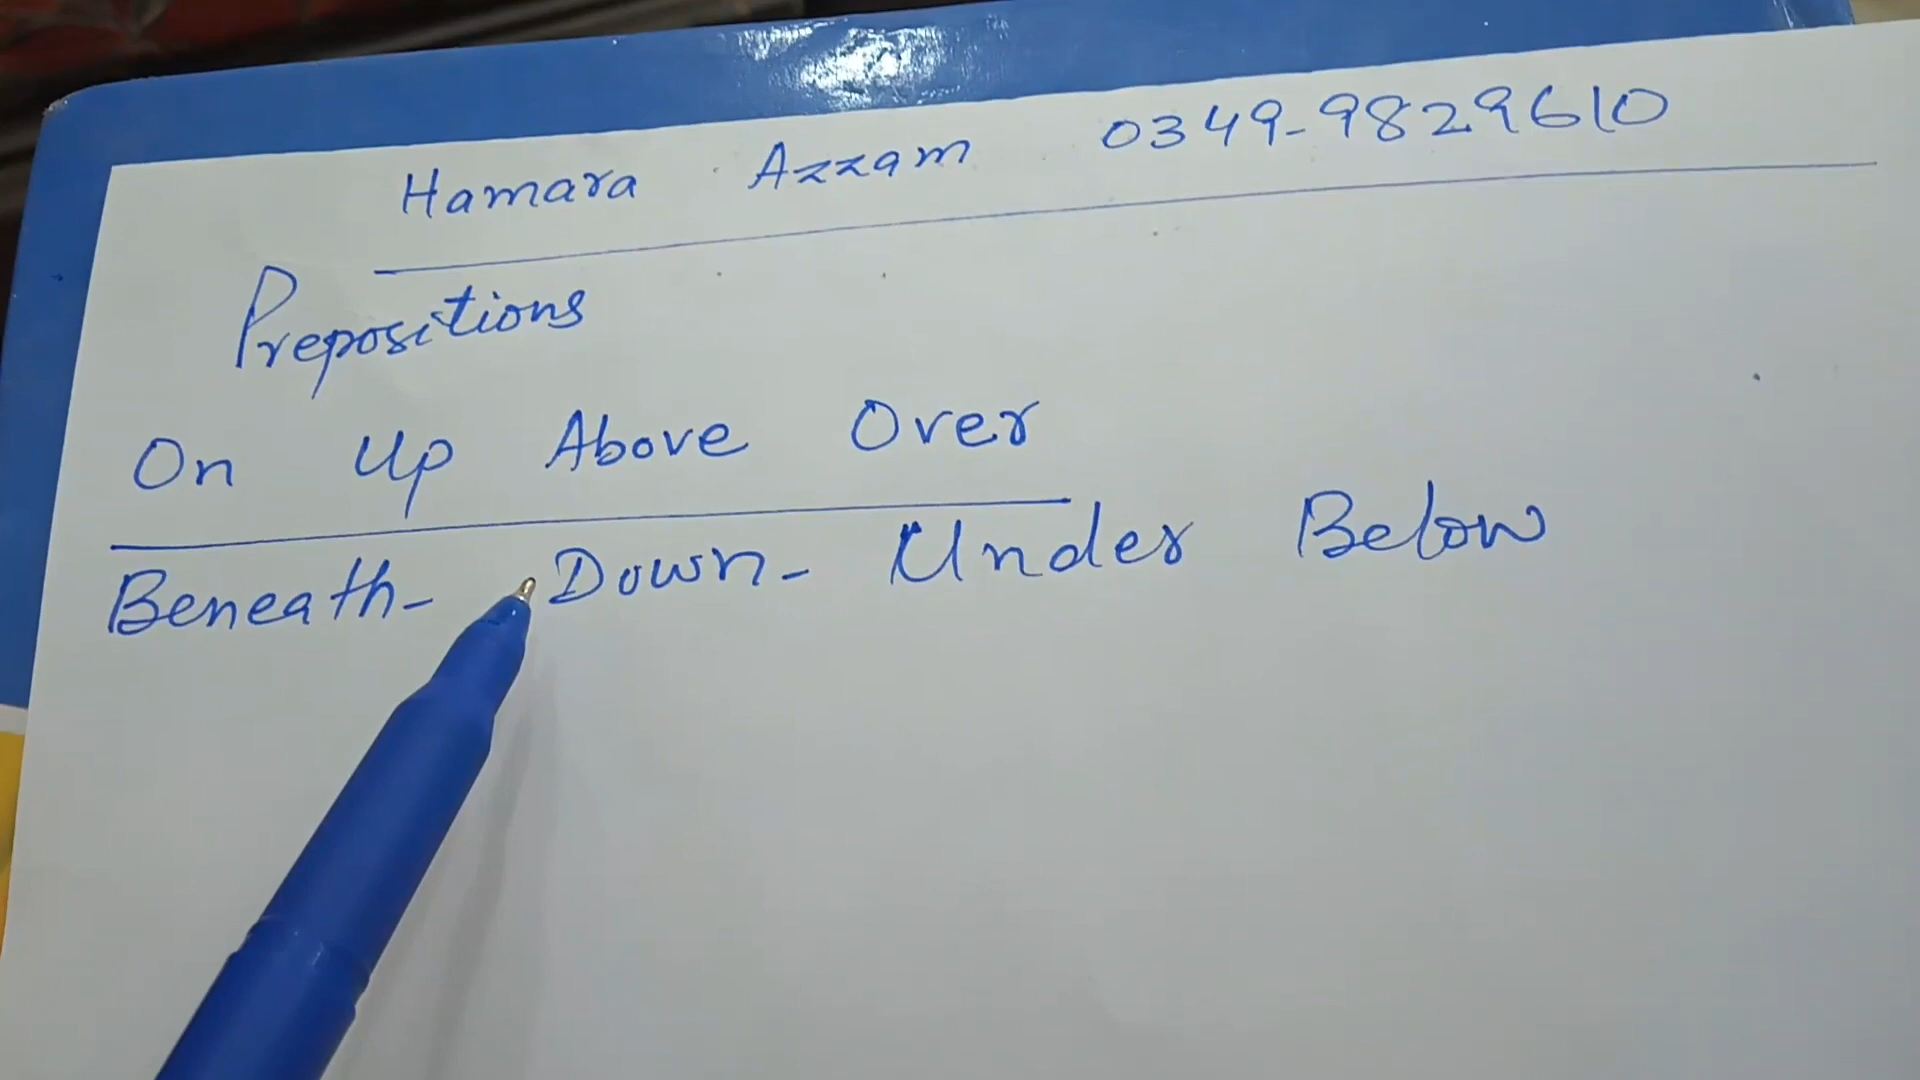 Hamara Azzam 0349-9829610
Prepositions
On Up Above Over
Beneath- Down- Under Below